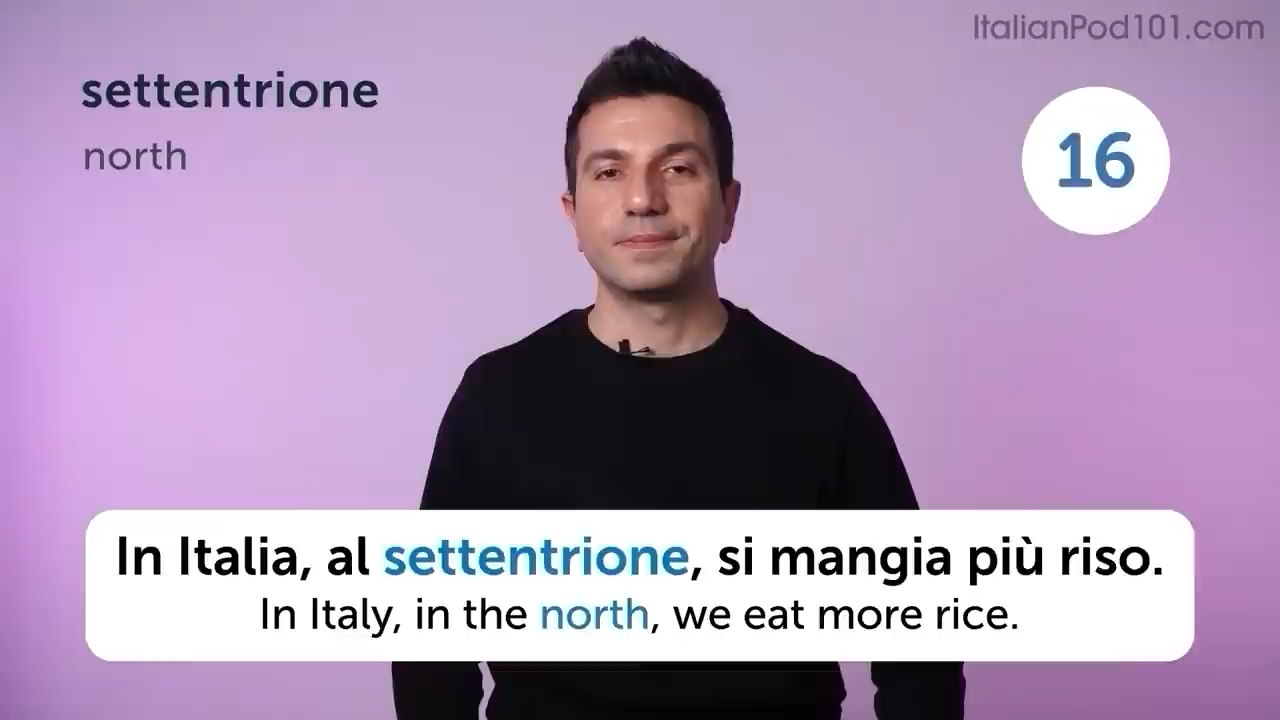 ItalianPod101.com
settentrione
north
16
In Italia, al settentrione, si mangia più riso.
In Italy, in the north, we eat more rice.